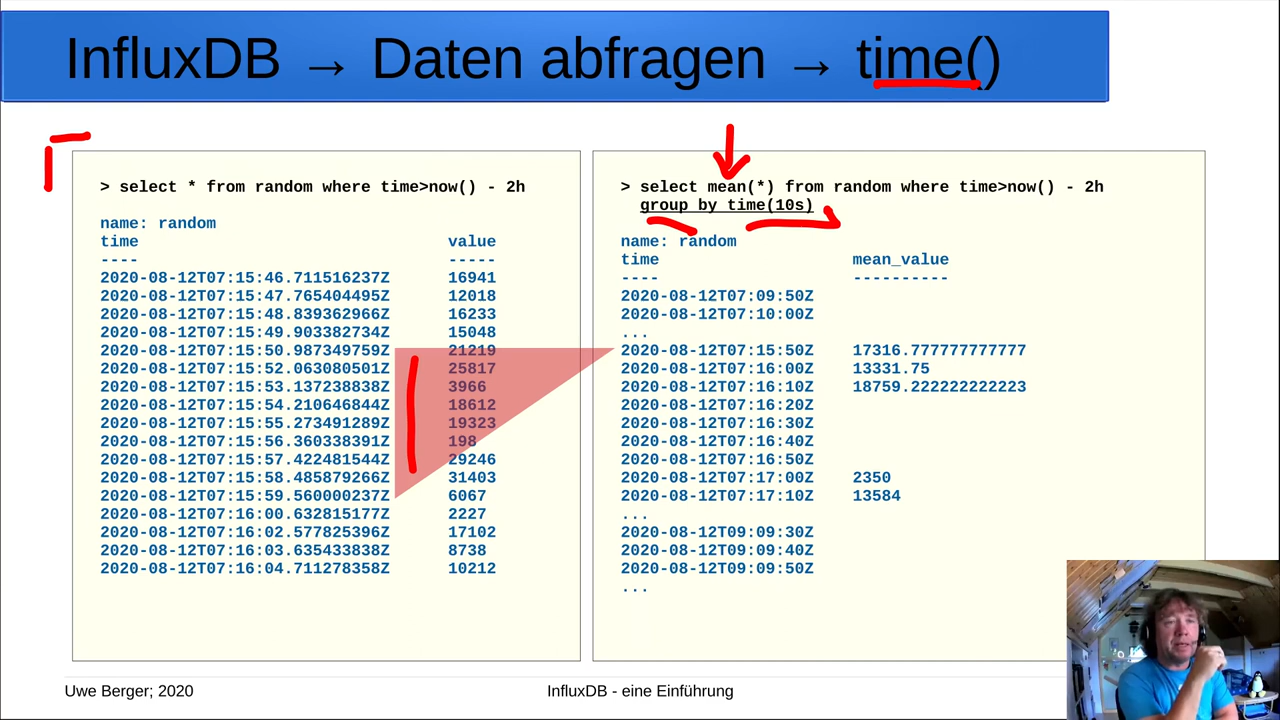 InfluxDB → Daten abfragen → time()
> select * from random where time>now() - 2h
name: random
time value
---- -----
2020-08-12T07:15:46.711516237Z 16941
2020-08-12T07:15:47.765404495Z 12018
2020-08-12T07:15:48.839362966Z 16233
2020-08-12T07:15:49.903382734Z 15048
2020-08-12T07:15:50.987349759Z 21219
2020-08-12T07:15:52.063080501Z 25817
2020-08-12T07:15:53.137238838Z 3966
2020-08-12T07:15:54.210646844Z 18612
2020-08-12T07:15:55.273491289Z 19323
2020-08-12T07:15:56.360338391Z 198
2020-08-12T07:15:57.422481544Z 29246
2020-08-12T07:15:58.485879266Z 31403
2020-08-12T07:15:59.560000237Z 6067
2020-08-12T07:16:00.632815177Z 2227
2020-08-12T07:16:02.577825396Z 17102
2020-08-12T07:16:03.635433838Z 8738
2020-08-12T07:16:04.711278358Z 10212
> select mean(*) from random where time>now() - 2h
group by time(10s)
name: random
time mean_value
---- ----------
2020-08-12T07:09:50Z
2020-08-12T07:10:00Z
...
2020-08-12T07:15:50Z 17316.777777777777
2020-08-12T07:16:00Z 13331.75
2020-08-12T07:16:10Z 18759.222222222223
2020-08-12T07:16:20Z
2020-08-12T07:16:30Z
2020-08-12T07:16:40Z
2020-08-12T07:16:50Z
2020-08-12T07:17:00Z 2350
2020-08-12T07:17:10Z 13584
...
2020-08-12T09:09:30Z
2020-08-12T09:09:40Z
2020-08-12T09:09:50Z
...
Uwe Berger; 2020
InfluxDB - eine Einführung